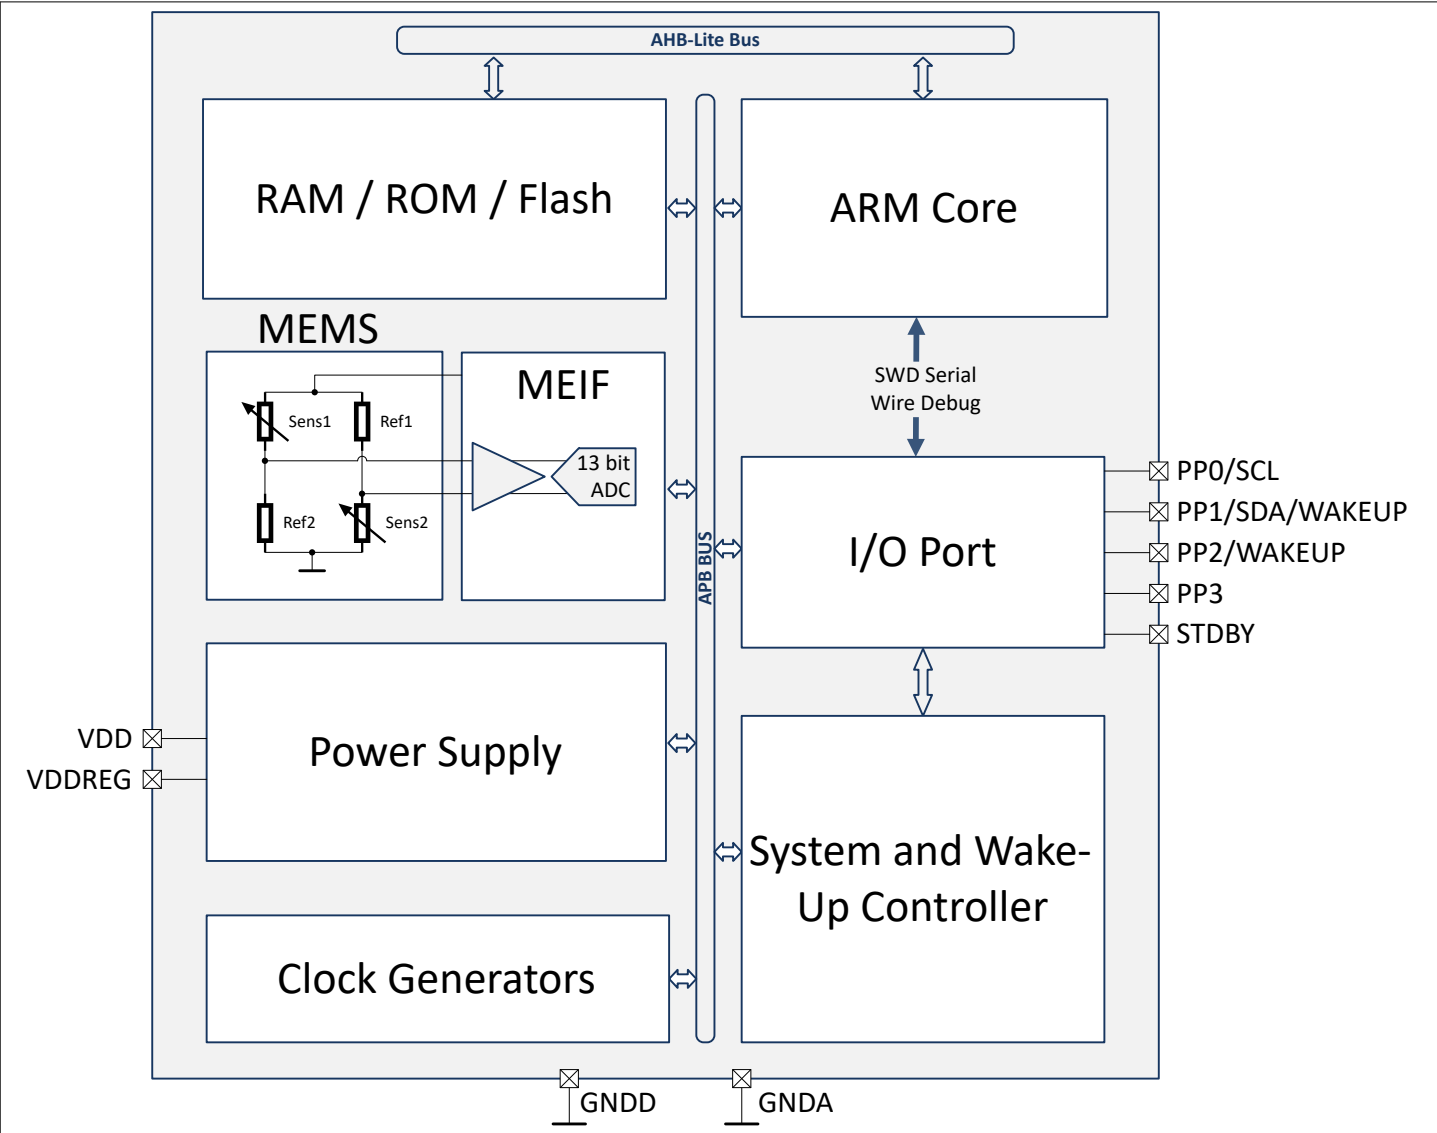 AHB-Lite Bus
RAM / ROM / Flash
ARM Core
MEMS
MEIF
Sens1
Ref1
Ref2
Sens2
13 bit
ADC
SWD Serial
Wire Debug
APB BUS
I/O Port
PP0/SCL
PP1/SDA/WAKEUP
PP2/WAKEUP
PP3
STDBY
VDD
VDDREG
Power Supply
System and Wake-
Up Controller
Clock Generators
GNDD
GNDA